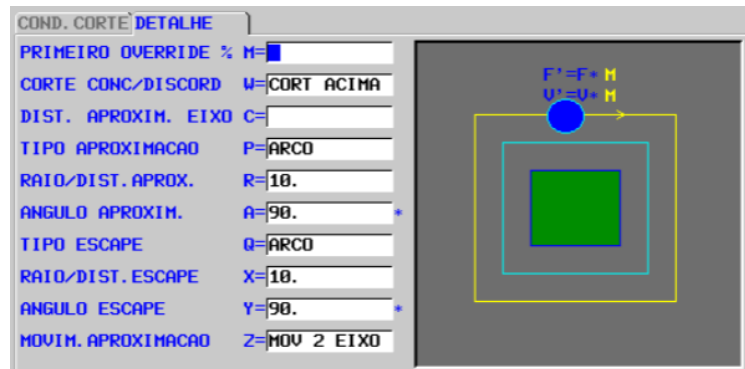 COND. CORTE DETALHE
PRIMEIRO OVERRIDE % M=
CORTE CONC/DISCORD W=CORT ACIMA
DIST. APROXIM. EIXO C=
TIPO APROXIMACAO P=ARCO
RAIO/DIST.APROX. R=10.
ANGULO APROXIM. A=90. *
TIPO ESCAPE Q=ARCO
RAIO/DIST.ESCAPE X=10.
ANGULO ESCAPE Y=90. *
MOVIM.APROXIMACAO Z=MOV 2 EIXO
F'=F* M
V'=V* M